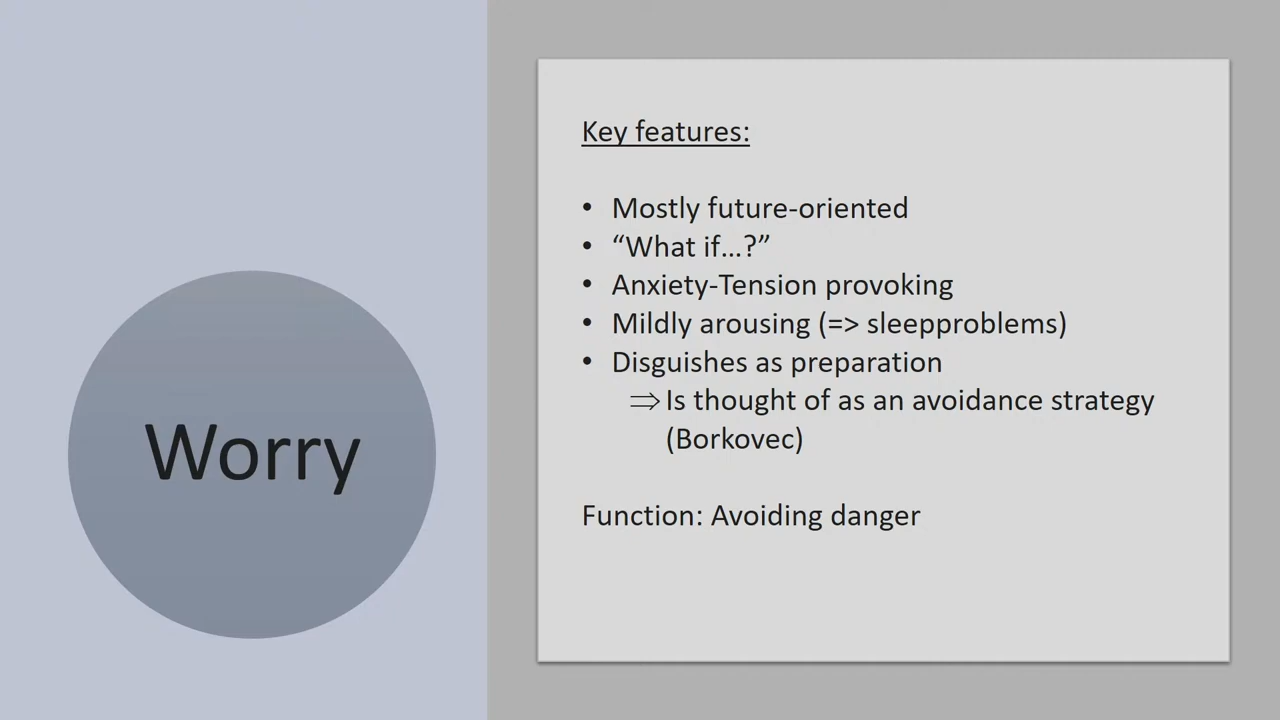 Worry
Key features:
• Mostly future-oriented
• “What if…?”
• Anxiety-Tension provoking
• Mildly arousing (=> sleepproblems)
• Disguishes as preparation
⇒ Is thought of as an avoidance strategy
(Borkovec)
Function: Avoiding danger